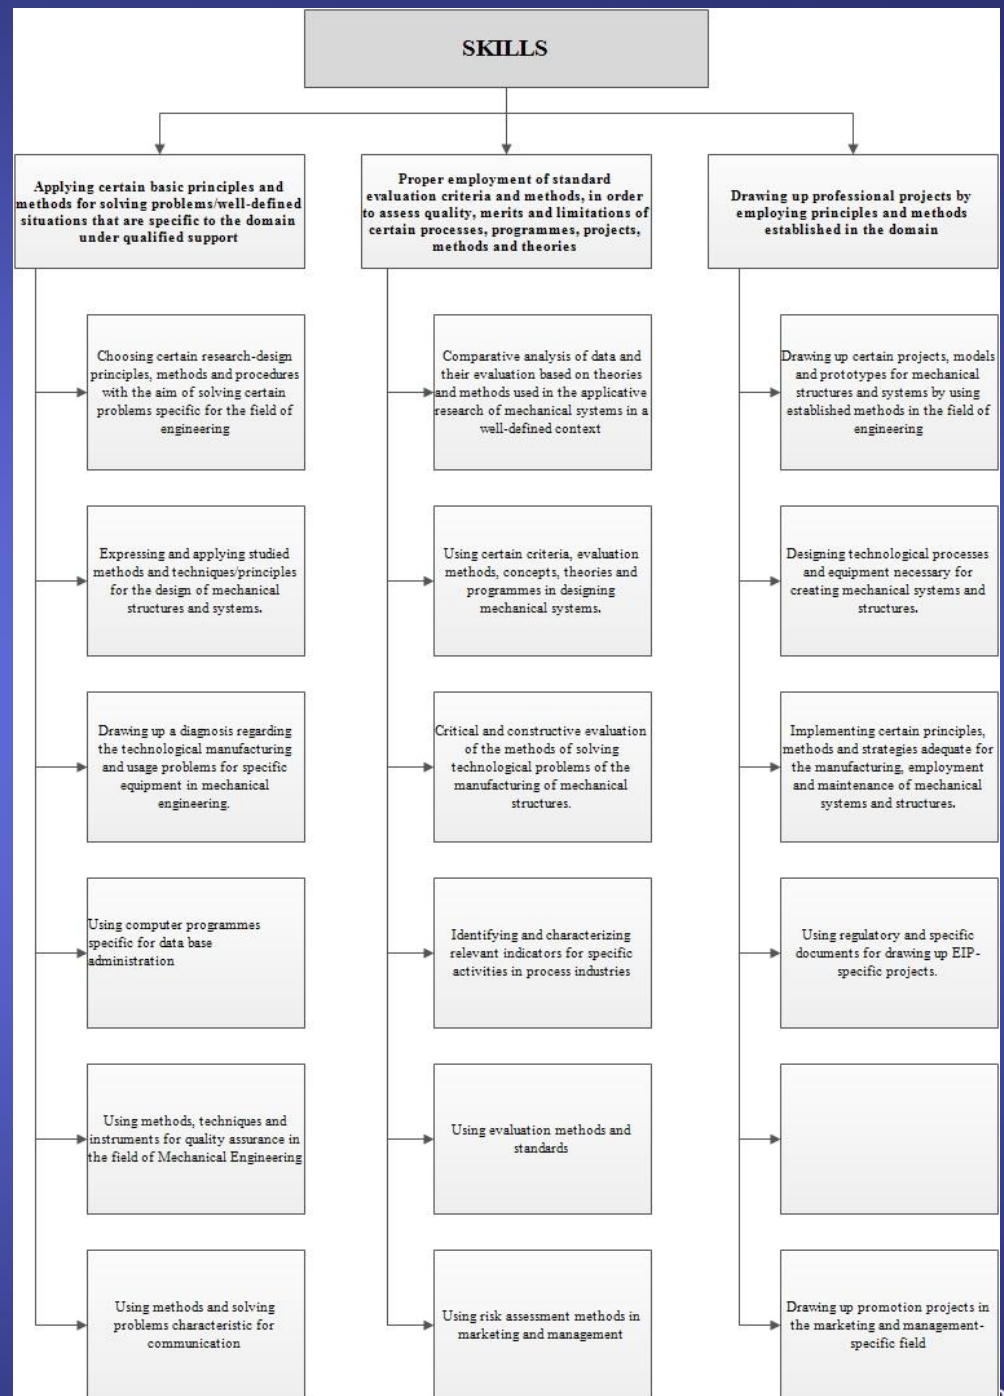 SKILLS
Applying certain basic principles and
methods for solving problems/well-defined
situations that are specific to the domain
under qualified support
Choosing certain research-design
principles, methods and procedures
with the aim of solving certain
problems specific for the field of
engineering
Expressing and applying studied
methods and techniques/principles
for the design of mechanical
structures and systems.
Drawing up a diagnosis regarding
the technological manufacturing
and usage problems for specific
equipment in mechanical
engineering.
Using computer programmes
specific for data base
administration
Using methods, techniques and
instruments for quality assurance in
the field of Mechanical Engineering
Using methods and solving
problems characteristic for
communication
Proper employment of standard
evaluation criteria and methods, in order
to assess quality, merits and limitations of
certain processes, programmes, projects,
methods and theories
Comparative analysis of data and
their evaluation based on theories
and methods used in the applicative
research of mechanical systems in a
well-defined context
Using certain criteria, evaluation
methods, concepts, theories and
programmes in designing
mechanical systems.
Critical and constructive evaluation
of the methods of solving
technological problems of the
manufacturing of mechanical
structures.
Identifying and characterizing
relevant indicators for specific
activities in process industries
Using evaluation methods and
standards
Using risk assessment methods in
marketing and management
Drawing up professional projects by
employing principles and methods
established in the domain
Drawing up certain projects, models
and prototypes for mechanical
structures and systems by using
established methods in the field of
engineering
Designing technological processes
and equipment necessary for
creating mechanical systems and
structures.
Implementing certain principles,
methods and strategies adequate for
the manufacturing, employment
and maintenance of mechanical
systems and structures.
Using regulatory and specific
documents for drawing up EIP-
specific projects.
Drawing up promotion projects in
the marketing and management-
specific field